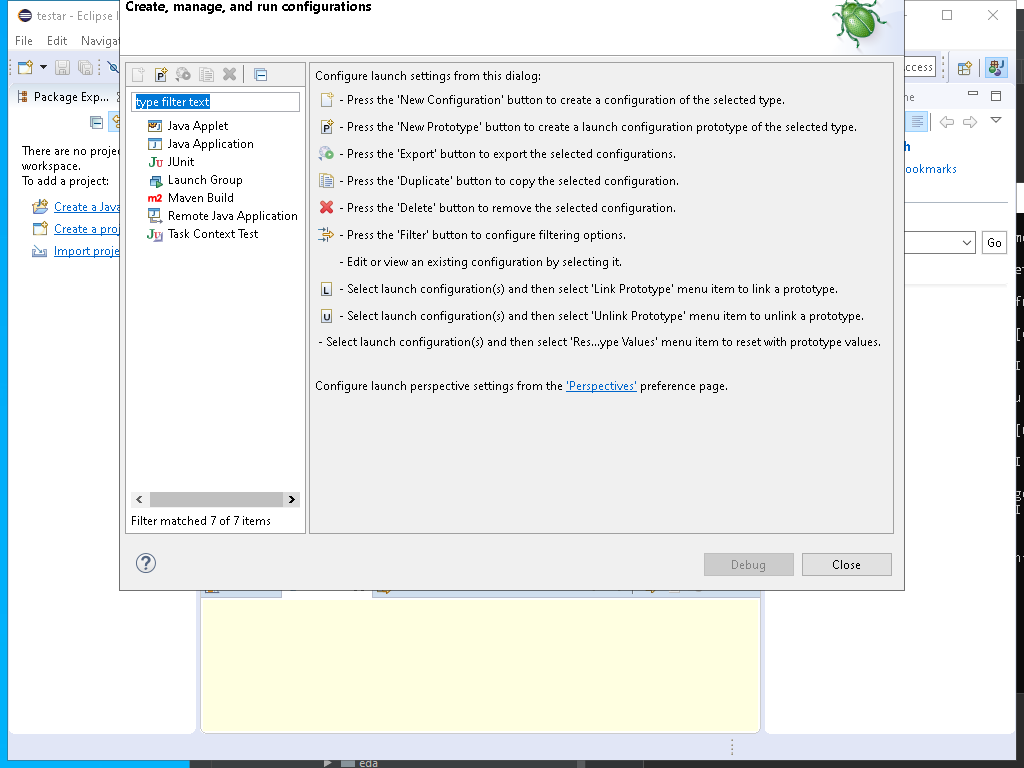 testar - Eclipse I
Create, manage, and run configurations
File Edit Navigat
Package Exp...
There are no projec
workspace.
To add a project:
Create a Java
Create a proj
Import proje
type filter text
Java Applet
Java Application
Ju JUnit
Launch Group
m2 Maven Build
Remote Java Application
Ju Task Context Test
Filter matched 7 of 7 items
Configure launch settings from this dialog:
- Press the 'New Configuration' button to create a configuration of the selected type.
P - Press the 'New Prototype' button to create a launch configuration prototype of the selected type.
- Press the 'Export' button to export the selected configurations.
- Press the 'Duplicate' button to copy the selected configuration.
- Press the 'Delete' button to remove the selected configuration.
- Press the 'Filter' button to configure filtering options.
- Edit or view an existing configuration by selecting it.
L - Select launch configuration(s) and then select 'Link Prototype' menu item to link a prototype.
U - Select launch configuration(s) and then select 'Unlink Prototype' menu item to unlink a prototype.
- Select launch configuration(s) and then select 'Res...ype Values' menu item to reset with prototype values.
Configure launch perspective settings from the 'Perspectives' preference page.
? Debug Close
ccess
ne
h
ookmarks
Go
eda